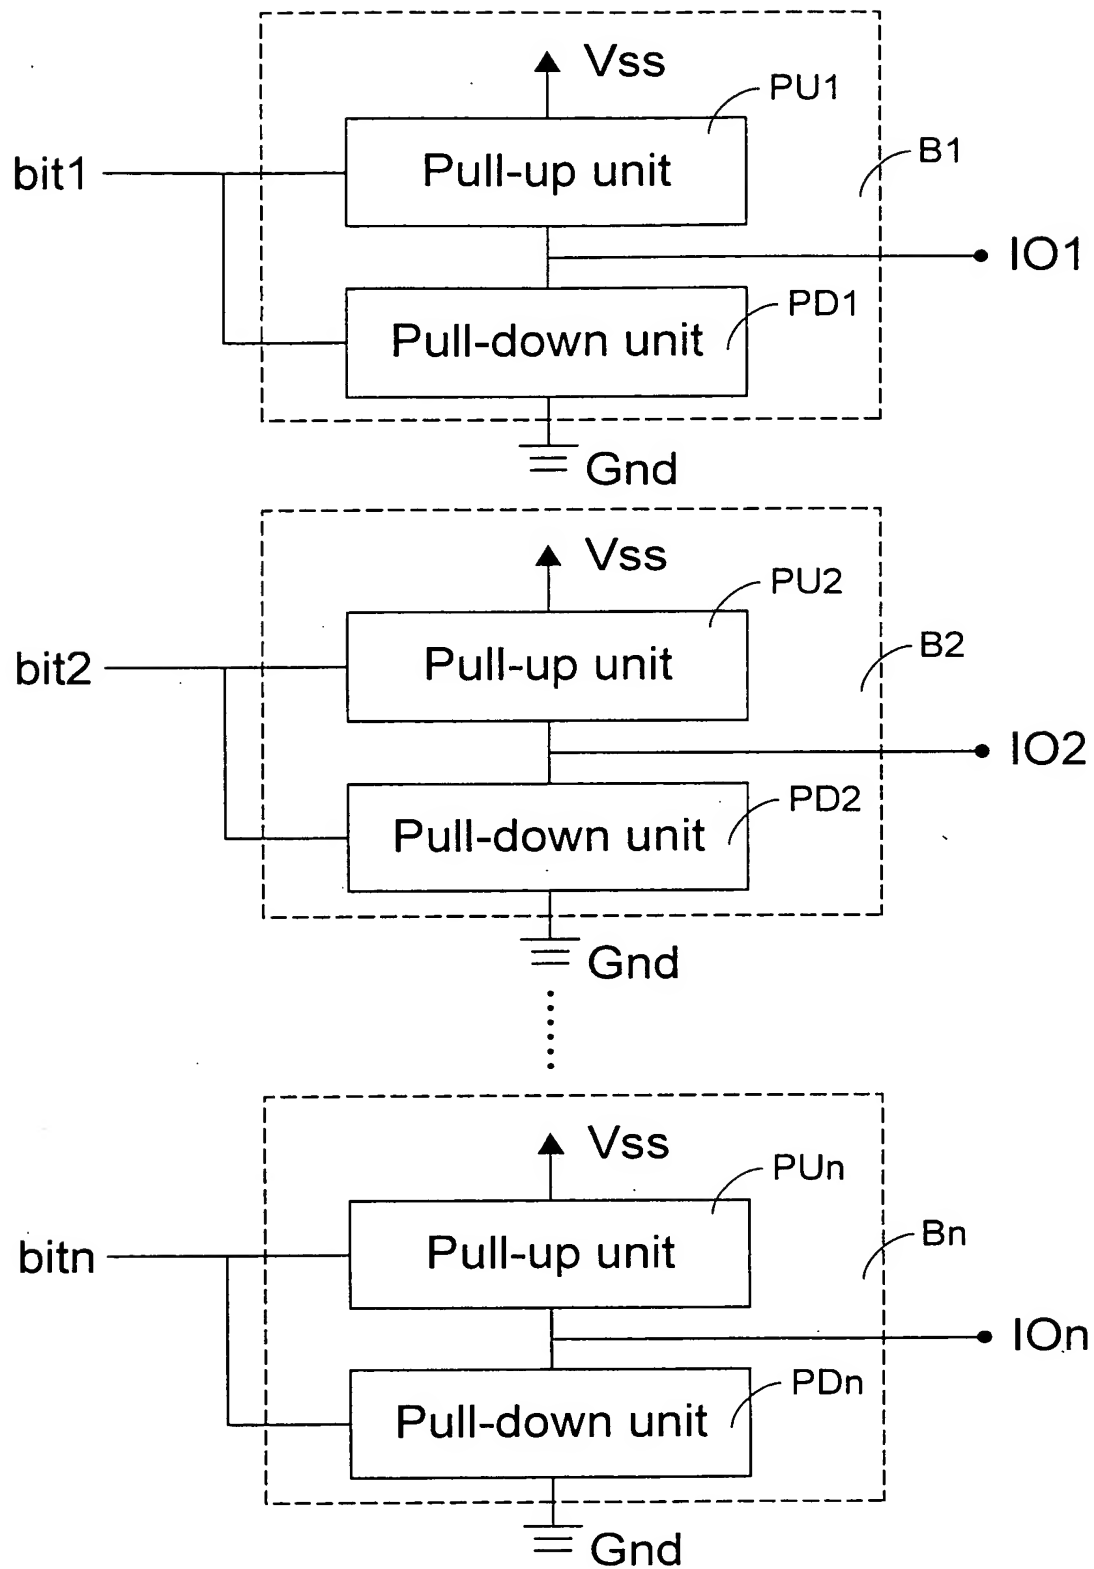 Vss
PU1
Pull-up unit
B1
bit1
IO1
PD1
Pull-down unit
Gnd
Vss
PU2
Pull-up unit
B2
bit2
IO2
PD2
Pull-down unit
Gnd
Vss
PUn
Pull-up unit
Bn
bitn
IOn
PDn
Pull-down unit
Gnd